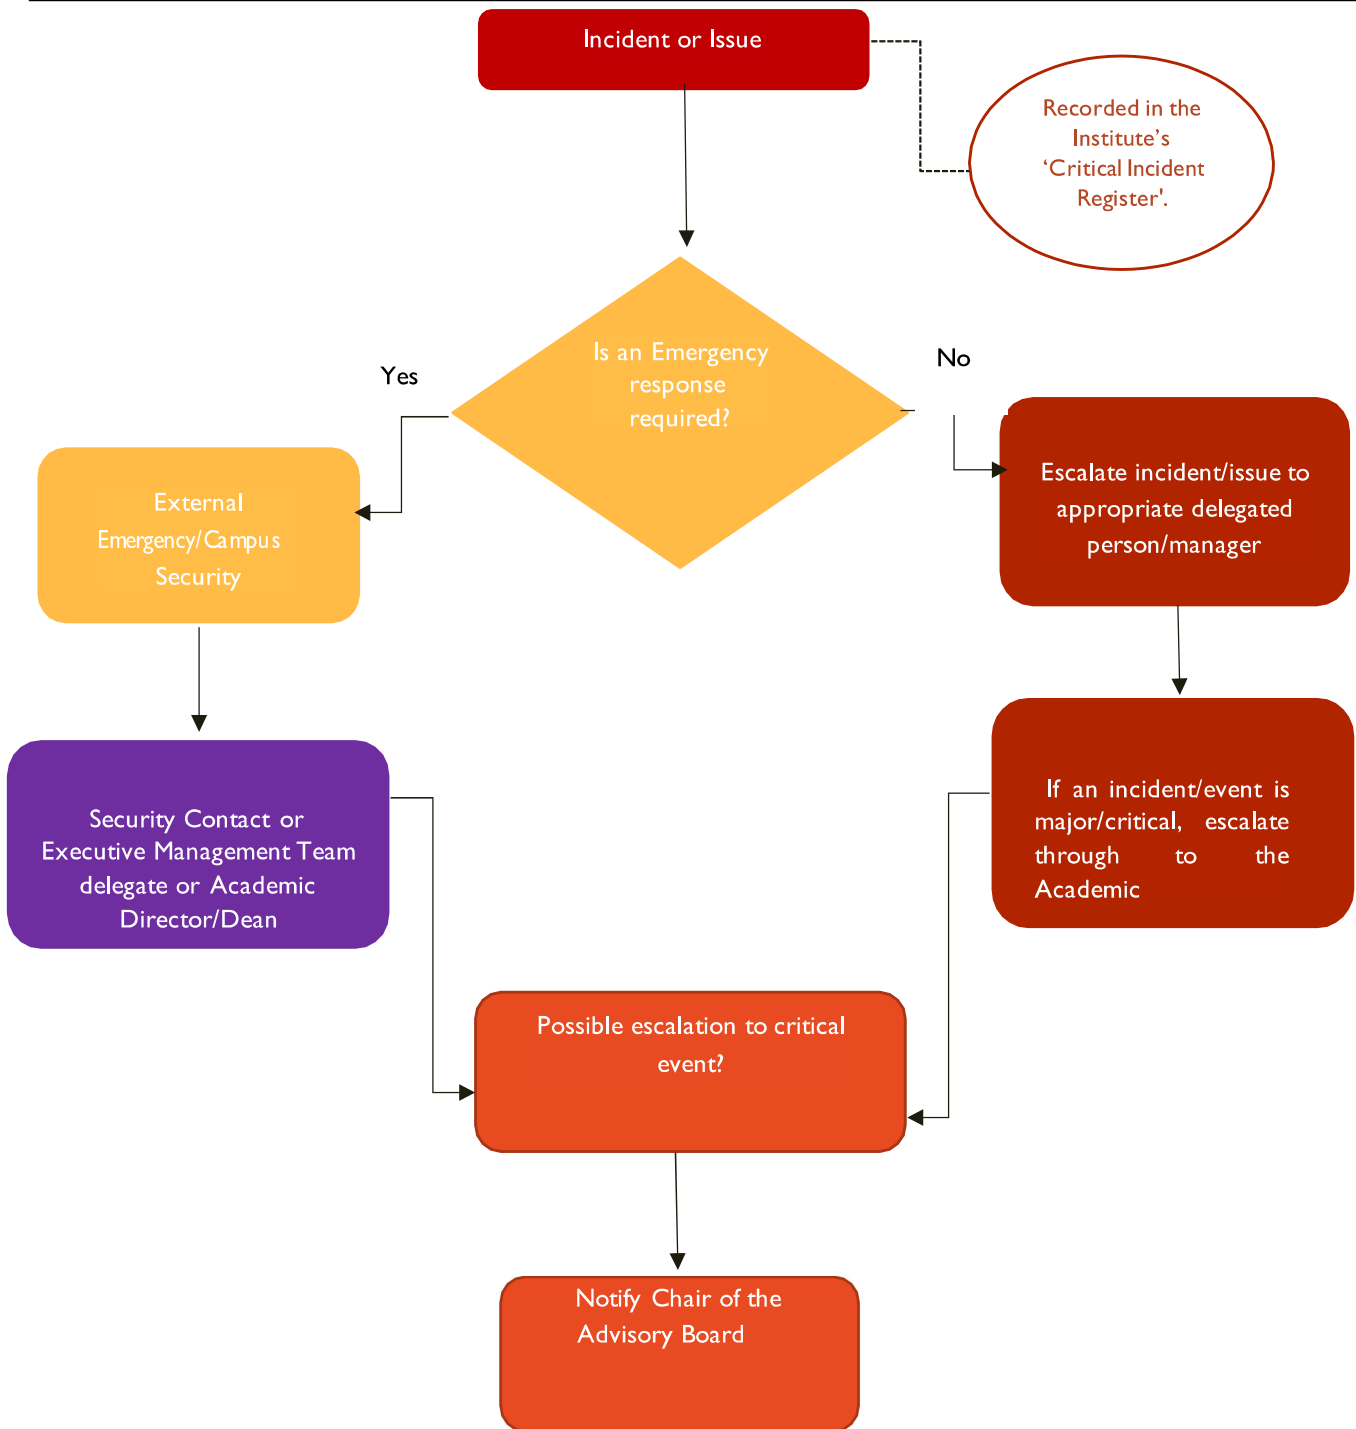 Incident or Issue
Recorded in the
Institute’s
‘Critical Incident
Register'.
Is an Emergency
response
required?
Yes
No
External
Emergency/Campus
Security
Escalate incident/issue to
appropriate delegated
person/manager
Security Contact or
Executive Management Team
delegate or Academic
Director/Dean
If an incident/event is
major/critical, escalate
through to the
Academic
Possible escalation to critical
event?
Notify Chair of the
Advisory Board